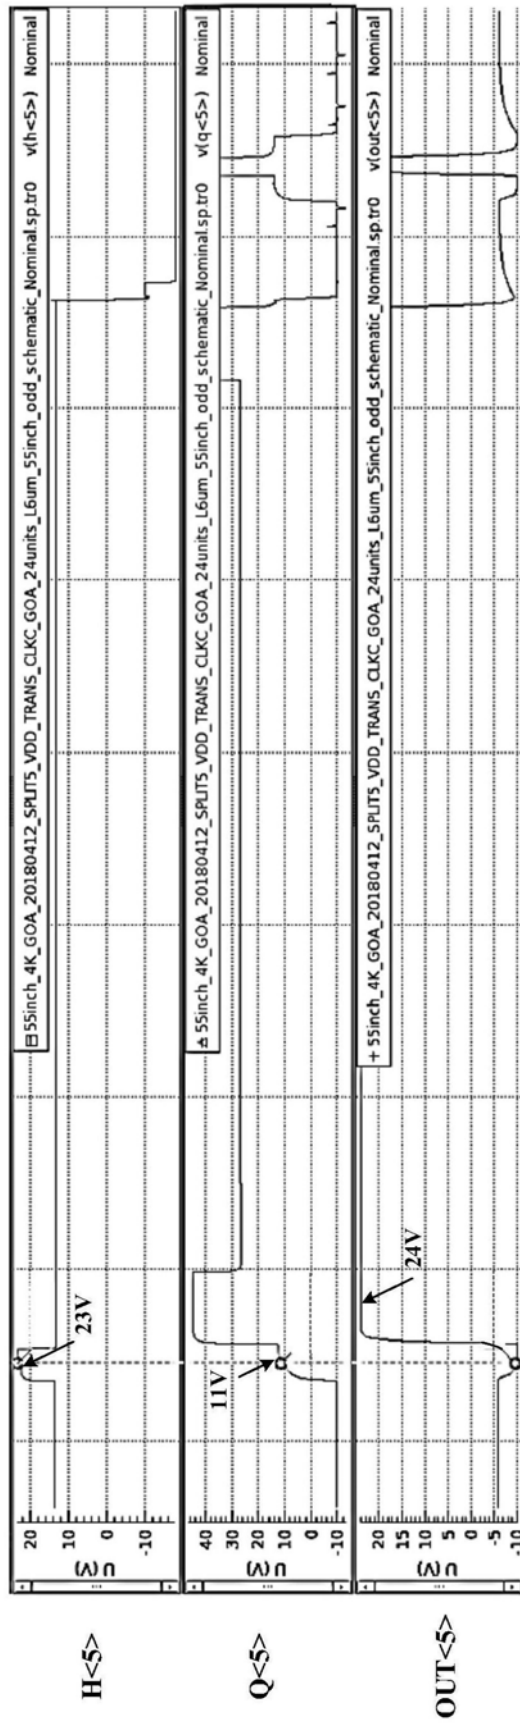 H<5>
U (V)
20
10
0
-10
⊟ 55inch_4K_GOA_20180412_SPLIT5_VDD_TRANS_CLKC_GOA_24units_L6um_55inch_odd_schematic_Nominal.sp.tr0 v(h<5>) Nominal
23V
Q<5>
U (V)
40
30
20
10
0
-10
55inch_4K_GOA_20180412_SPLIT5_VDD_TRANS_CLKC_GOA_24units_L6um_55inch_odd_schematic_Nominal.sp.tr0 v(q<5>) Nominal
11V
OUT<5>
U (V)
20
15
10
5
0
-5
-10
+ 55inch_4K_GOA_20180412_SPLIT5_VDD_TRANS_CLKC_GOA_24units_L6um_55inch_odd_schematic_Nominal.sp.tr0 v(out<5>) Nominal
24V